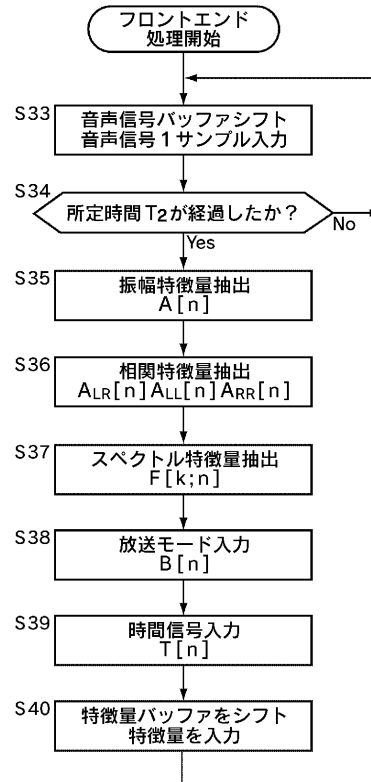 フロントエンド
処理開始
S33
音声信号バッファシフト
音声信号1サンプル入力
S34
所定時間T2が経過したか？
No
Yes
S35
振幅特徴量抽出
A[n]
S36
相関特徴量抽出
ALR[n]ALL[n]ARR[n]
S37
スペクトル特徴量抽出
F[k;n]
S38
放送モード入力
B[n]
S39
時間信号入力
T[n]
S40
特徴量バッファをシフト
特徴量を入力